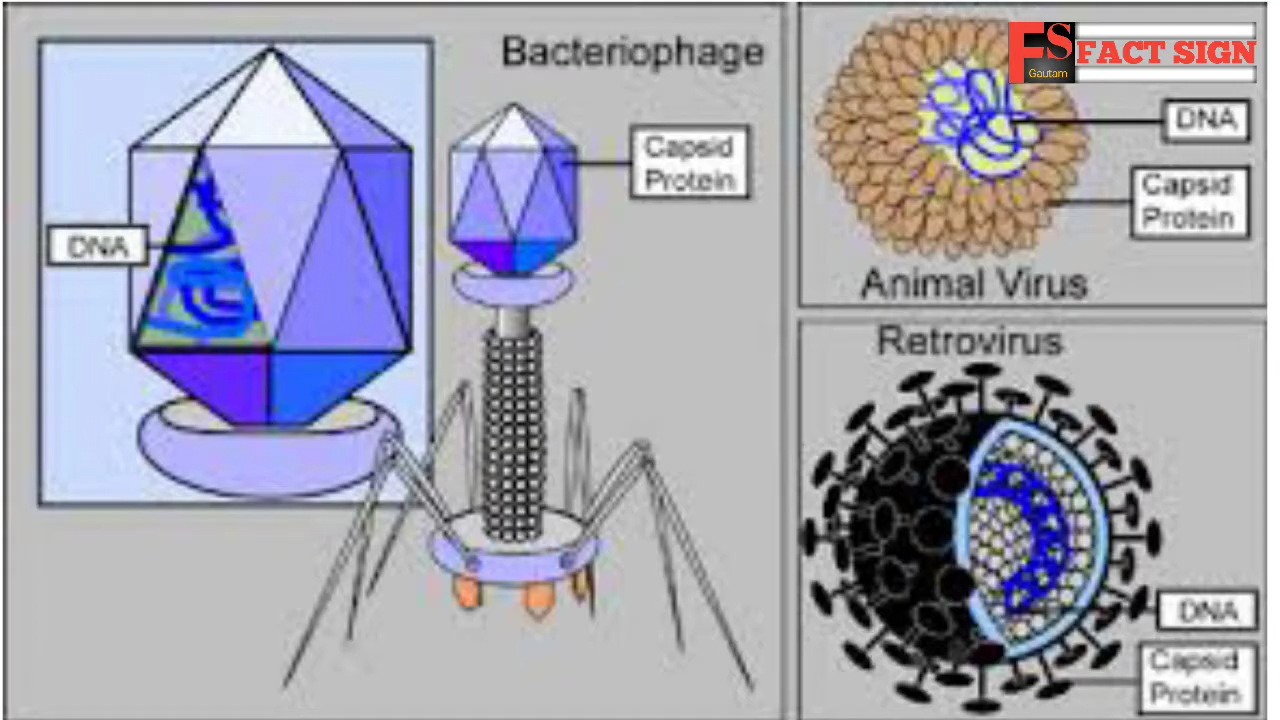 Bacteriophage
Capsid
Protein
DNA
FS
Gautam
FACT SIGN
DNA
Capsid
Protein
Animal Virus
Retrovirus
DNA
Capsid
Protein